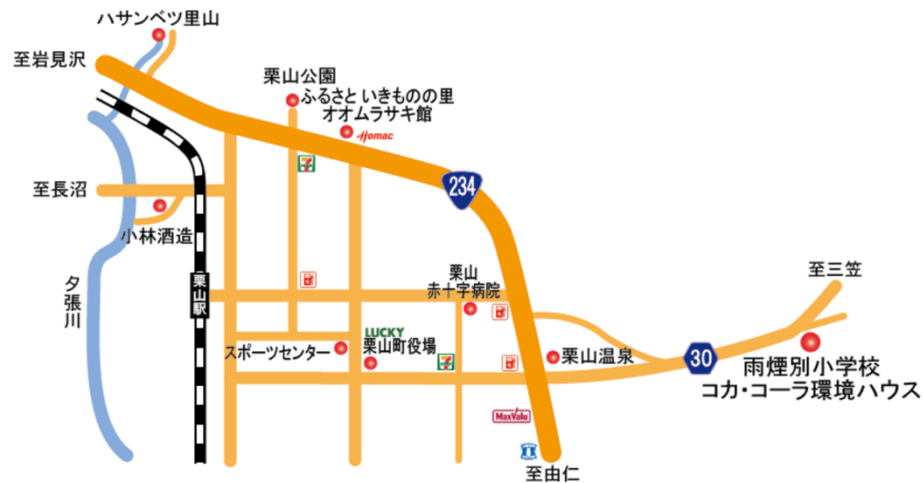 ハサンベツ里山
至岩見沢
栗山公園
ふるさと いきものの里
オオムラサキ館
Homac
7
234
至長沼
小林酒造
夕張川
栗山駅
栗山
赤十字病院
至三笠
LUCKY
スポーツセンター
栗山町役場
7
栗山温泉
30
雨煙別小学校
コカ・コーラ環境ハウス
MaxValu
至由仁